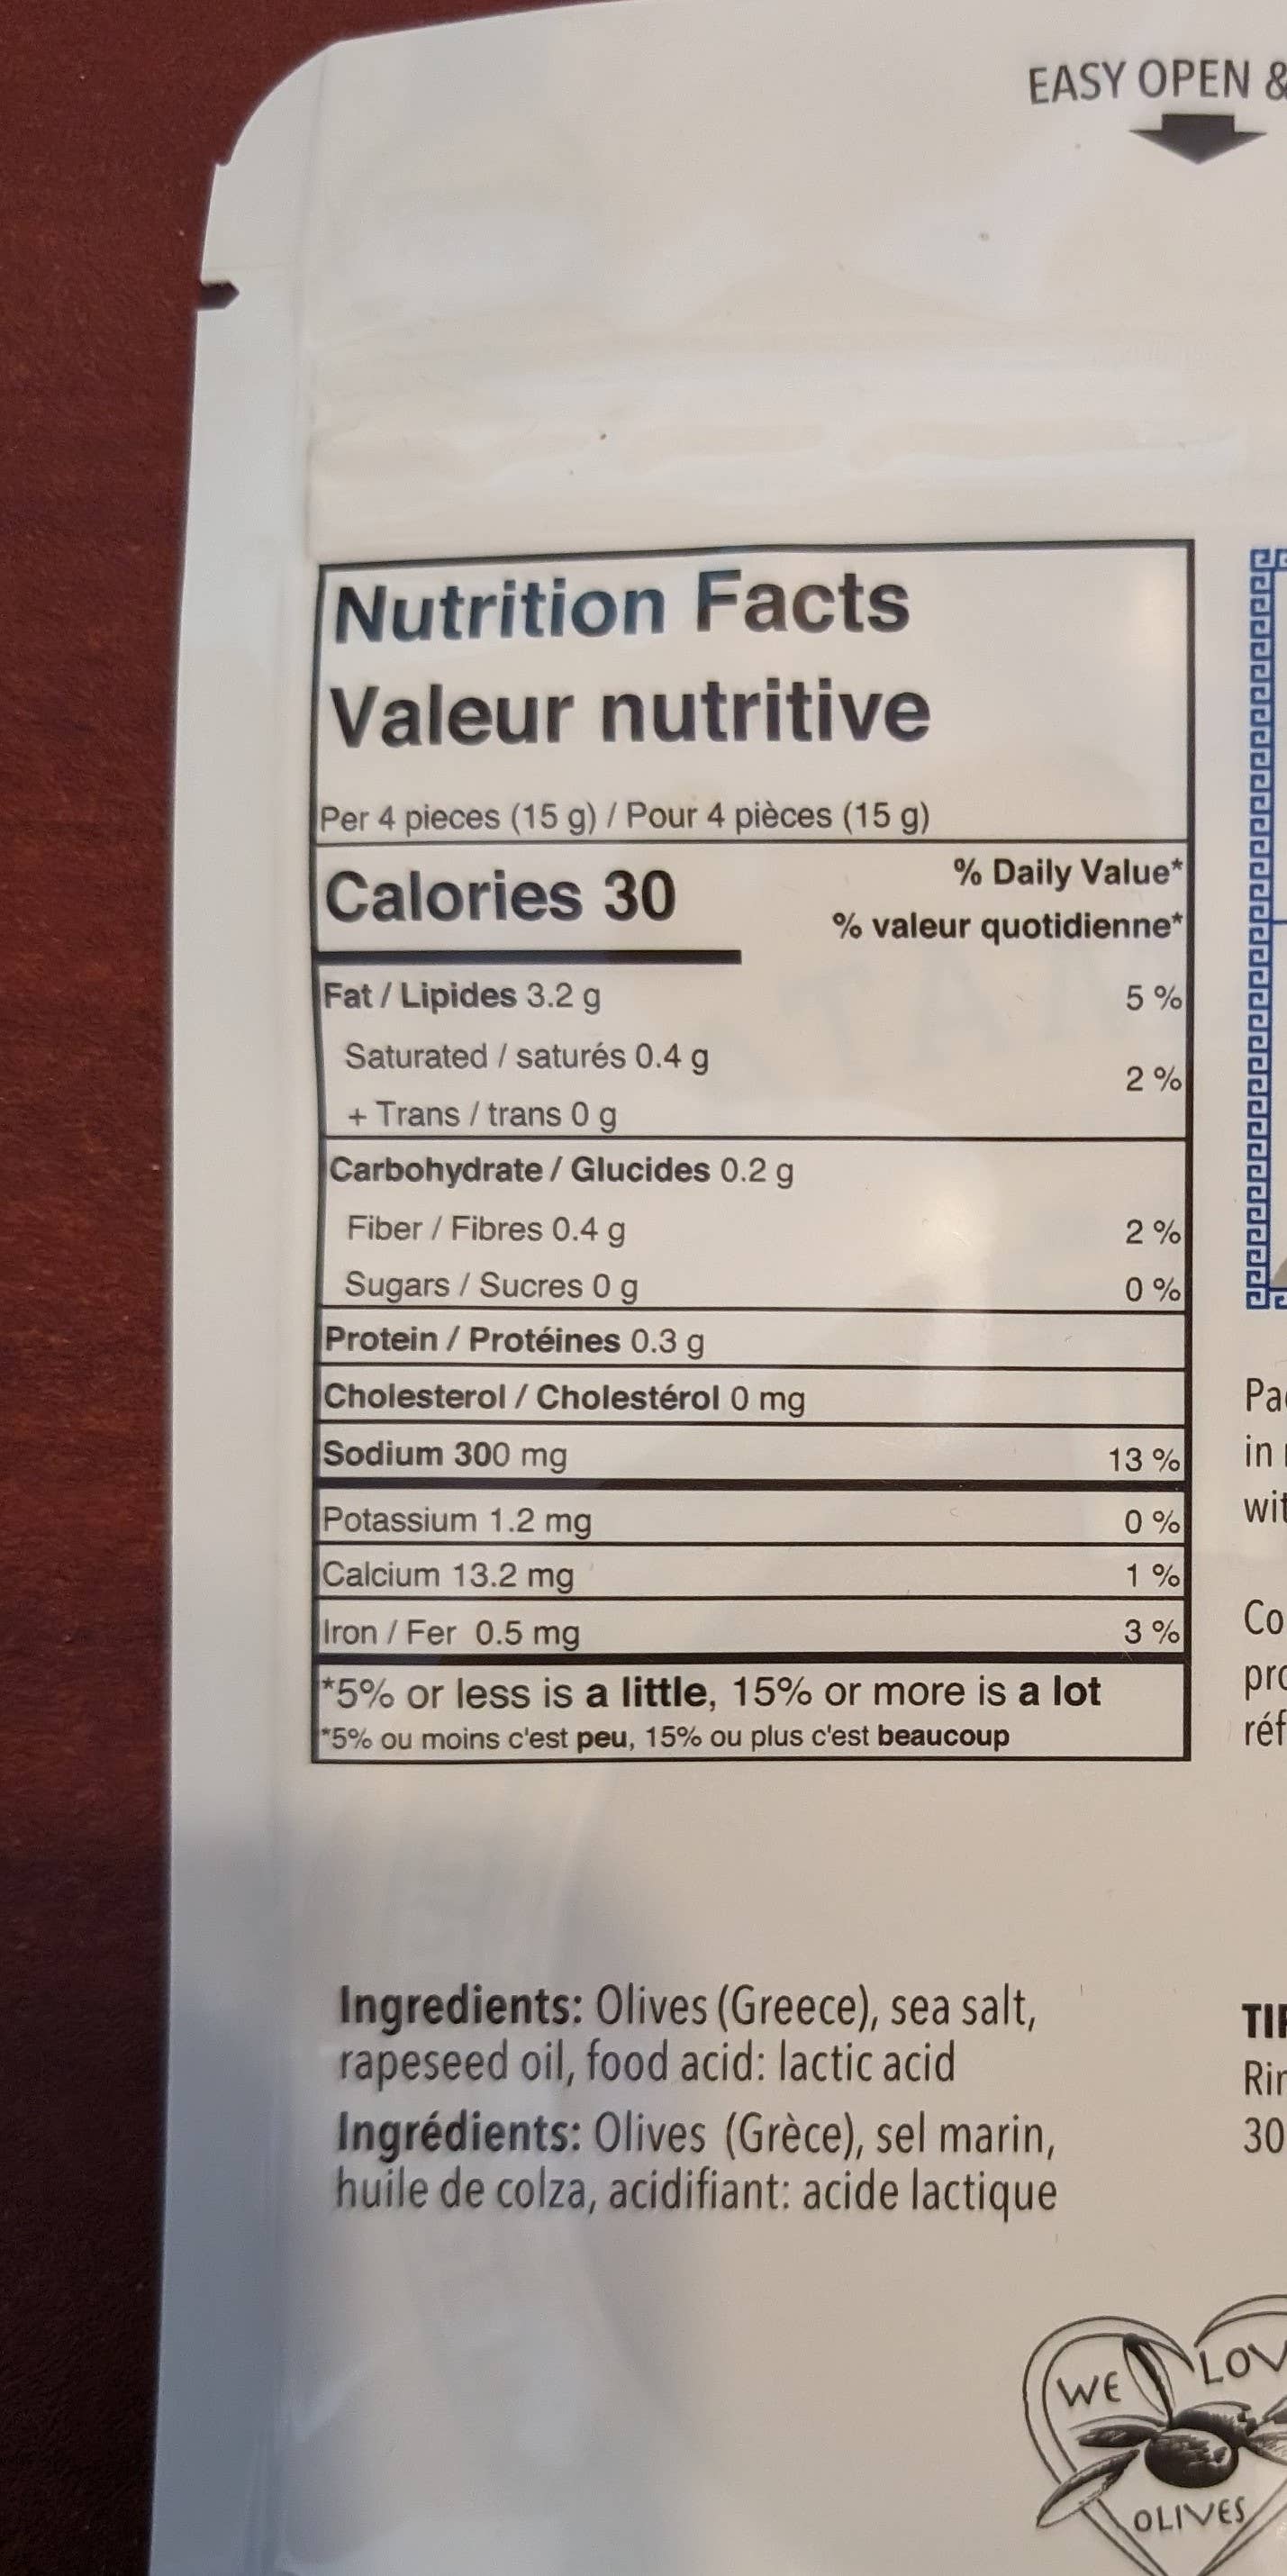 EASY OPEN &
Nutrition Facts
Valeur nutritive
Per 4 pieces (15 g) / Pour 4 pièces (15 g)
Calories 30
% Daily Value*
% valeur quotidienne*
Fat / Lipides 3.2 g 5 %
Saturated / saturés 0.4 g
+ Trans / trans 0 g 2 %
Carbohydrate / Glucides 0.2 g
Fiber / Fibres 0.4 g 2 %
Sugars / Sucres 0 g 0 %
Protein / Protéines 0.3 g
Cholesterol / Cholestérol 0 mg
Sodium 300 mg 13 %
Potassium 1.2 mg 0 %
Calcium 13.2 mg 1 %
Iron / Fer 0.5 mg 3 %
*5% or less is a little, 15% or more is a lot
*5% ou moins c'est peu, 15% ou plus c'est beaucoup
Ingredients: Olives (Greece), sea salt,
rapeseed oil, food acid: lactic acid
Ingrédients: Olives (Grèce), sel marin,
huile de colza, acidifiant: acide lactique
in
30
WE
OLIVES